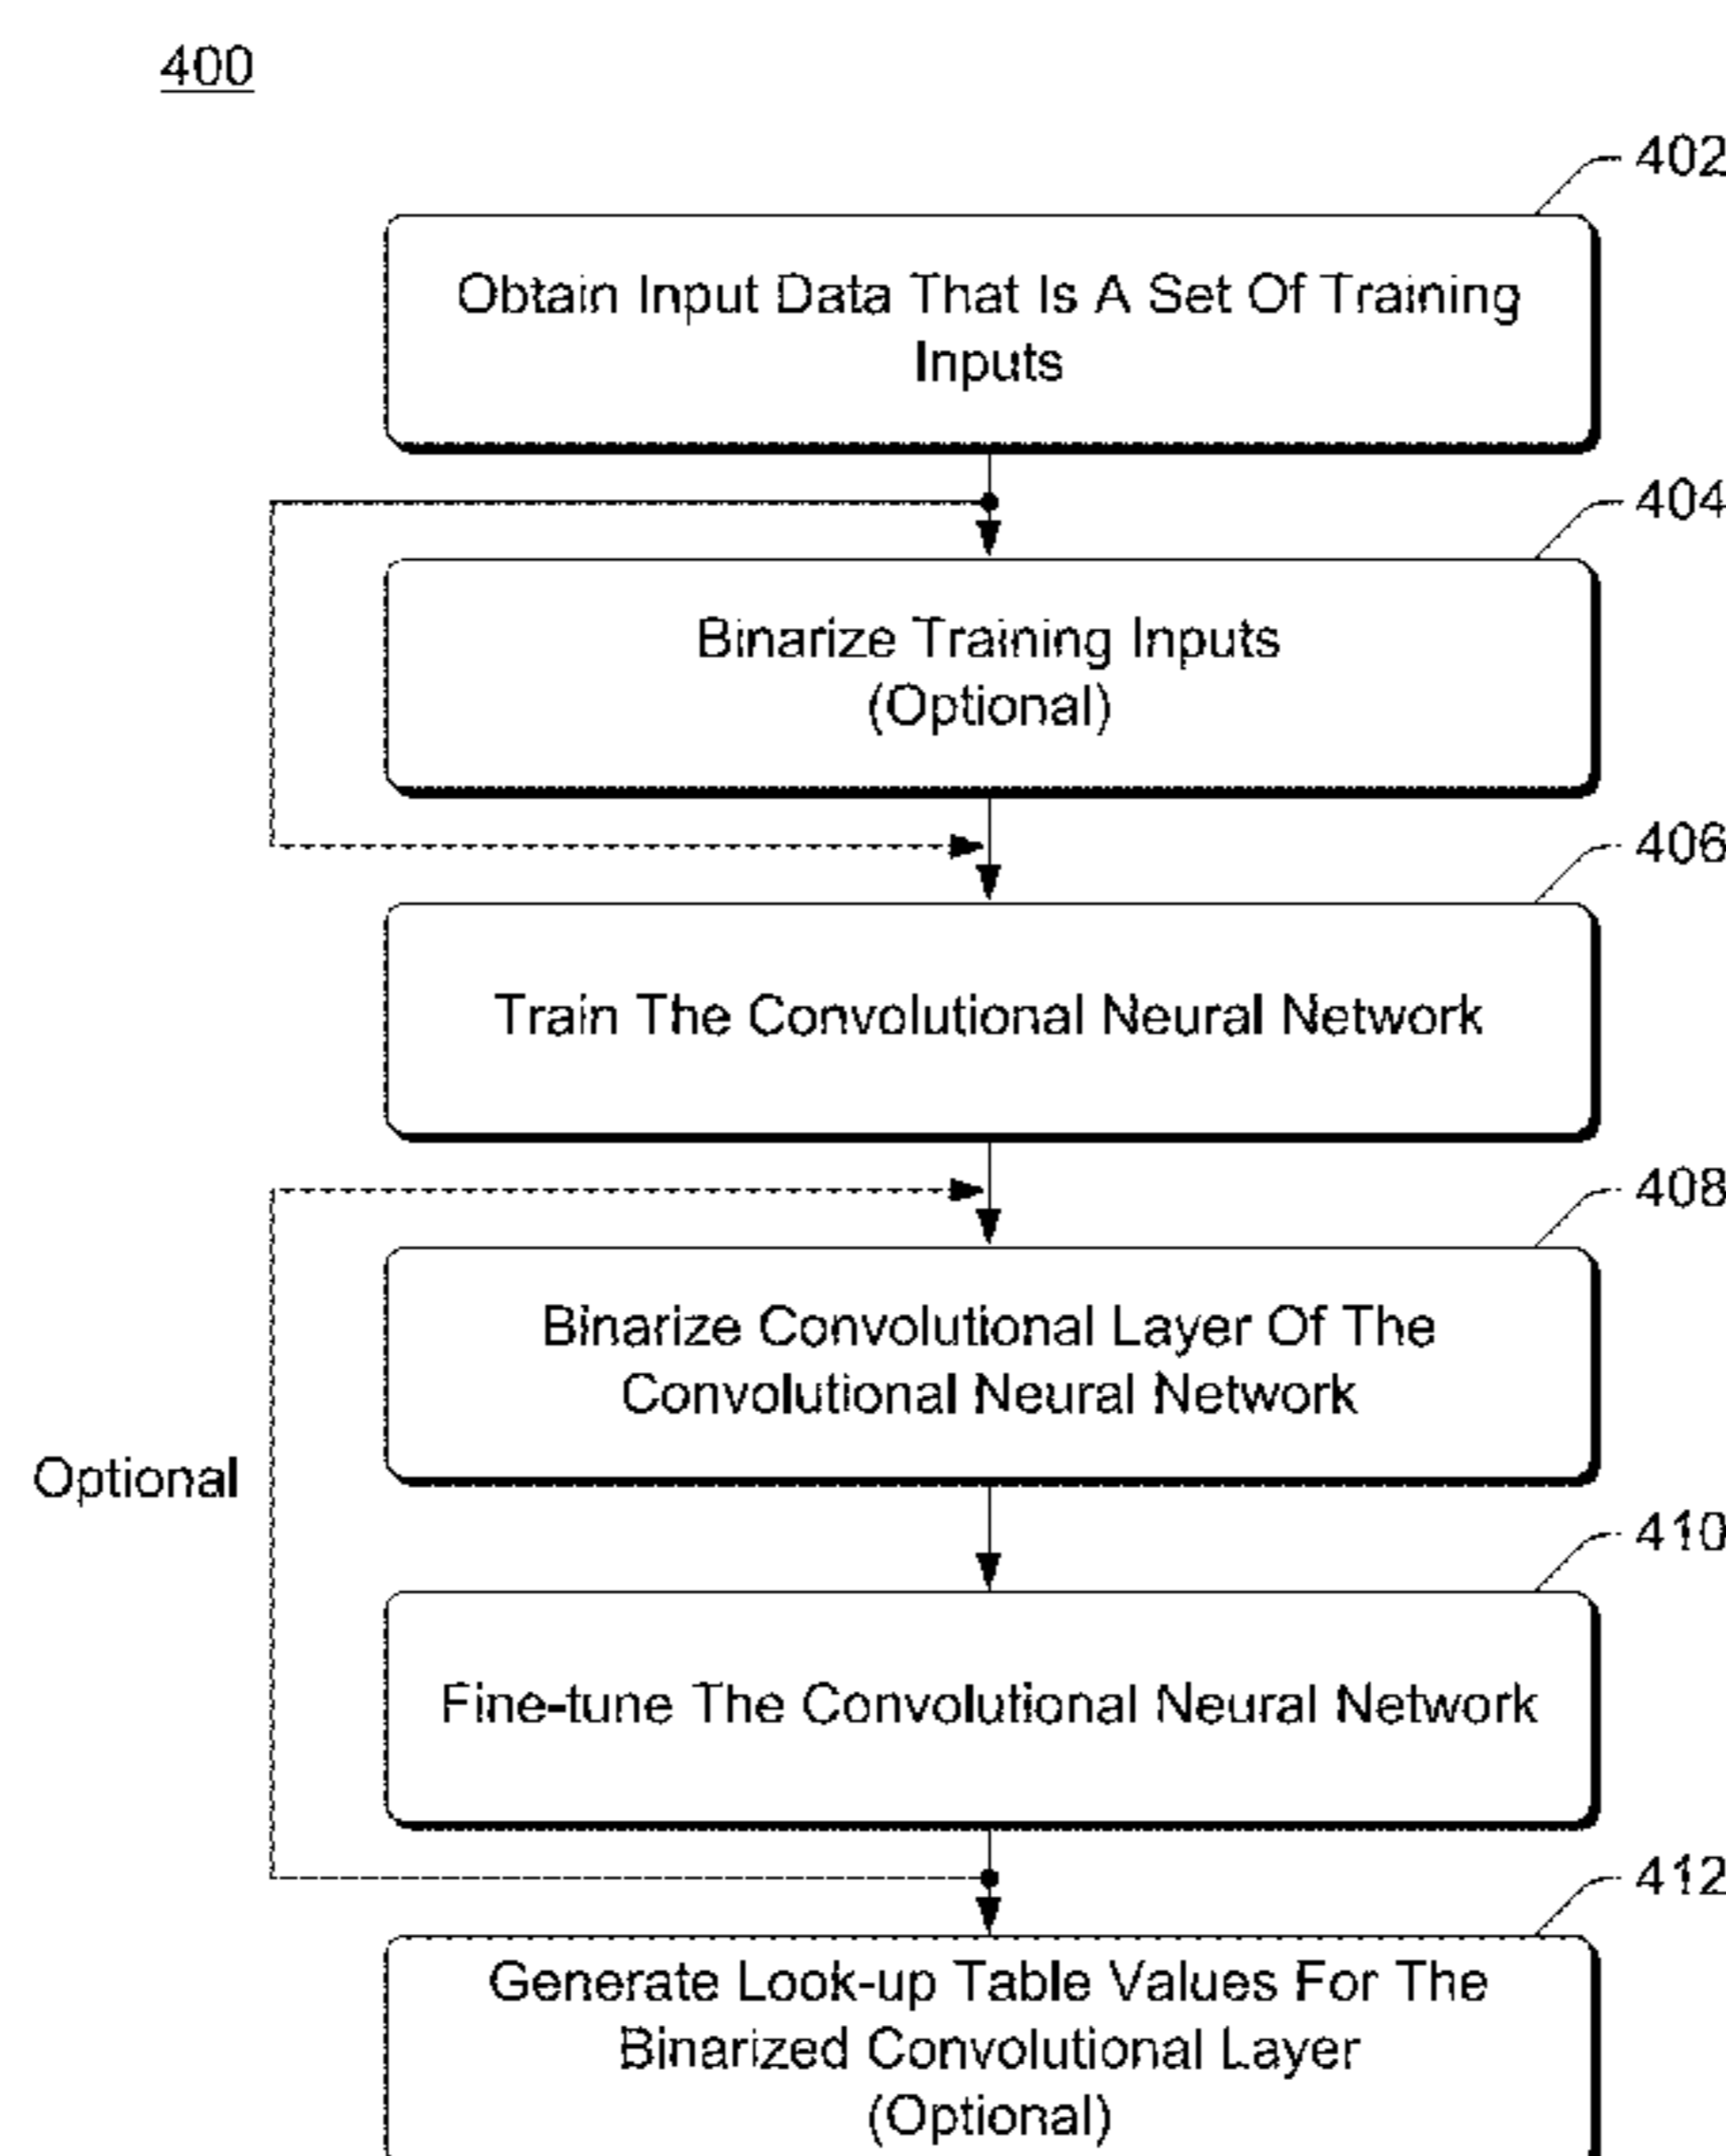 400
402
Obtain Input Data That Is A Set Of Training
Inputs
404
Binarize Training Inputs
(Optional)
406
Train The Convolutional Neural Network
408
Binarize Convolutional Layer Of The
Convolutional Neural Network
Optional
410
Fine-tune The Convolutional Neural Network
412
Generate Look-up Table Values For The
Binarized Convolutional Layer
(Optional)